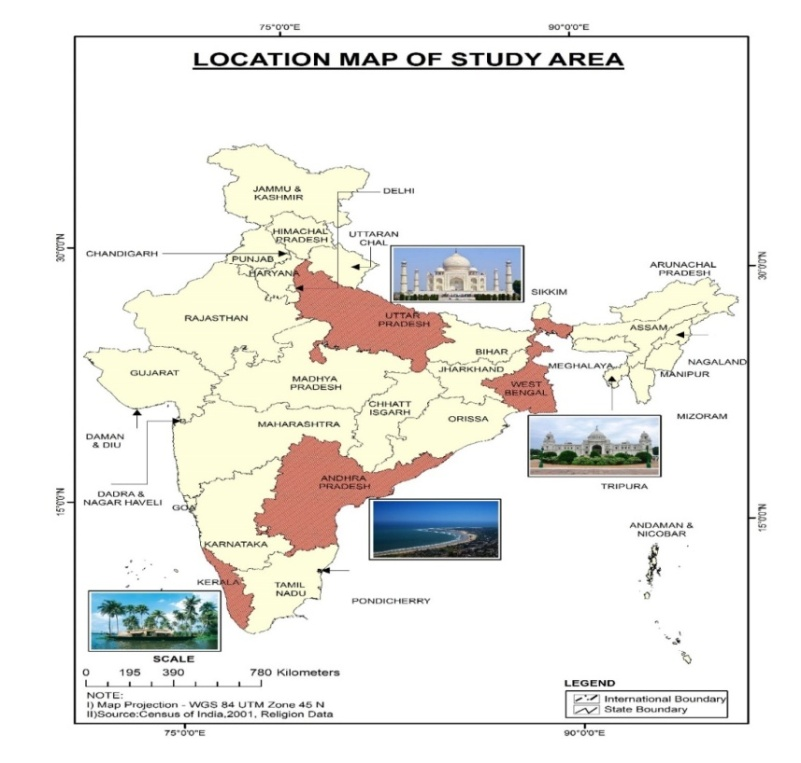 75°0'0"E
90°0'0"E
LOCATION MAP OF STUDY AREA
JAMMU &
KASHMIR
DELHI
HIMACHAL
PRADESH
UTTARAN
CHAL
30°0'0"N
CHANDIGARH
PUNJAB
HARYANA
30°0'0"N
ARUNACHAL
PRADESH
SIKKIM
RAJASTHAN
UTTAR
PRADESH
ASSAM
BIHAR
NAGALAND
GUJARAT
JHARKHAND
MEGHALAYA
MANIPUR
MADHYA
PRADESH
WEST
BENGAL
CHHATT
ISGARH
ORISSA
MIZORAM
MAHARASHTRA
DAMAN
& DIU
ANDHRA
PRADESH
TRIPURA
DADRA &
NAGAR HAVELI
15°0'0"N
GOA
15°0'0"N
ANDAMAN &
NICOBAR
KARNATAKA
KERALA
TAMIL
NADU
PONDICHERRY
SCALE
0 195 390 780 Kilometers
NOTE:
I) Map Projection - WGS 84 UTM Zone 45 N
II)Source:Census of India,2001, Religion Data
LEGEND
International Boundary
State Boundary
75°0'0"E
90°0'0"E